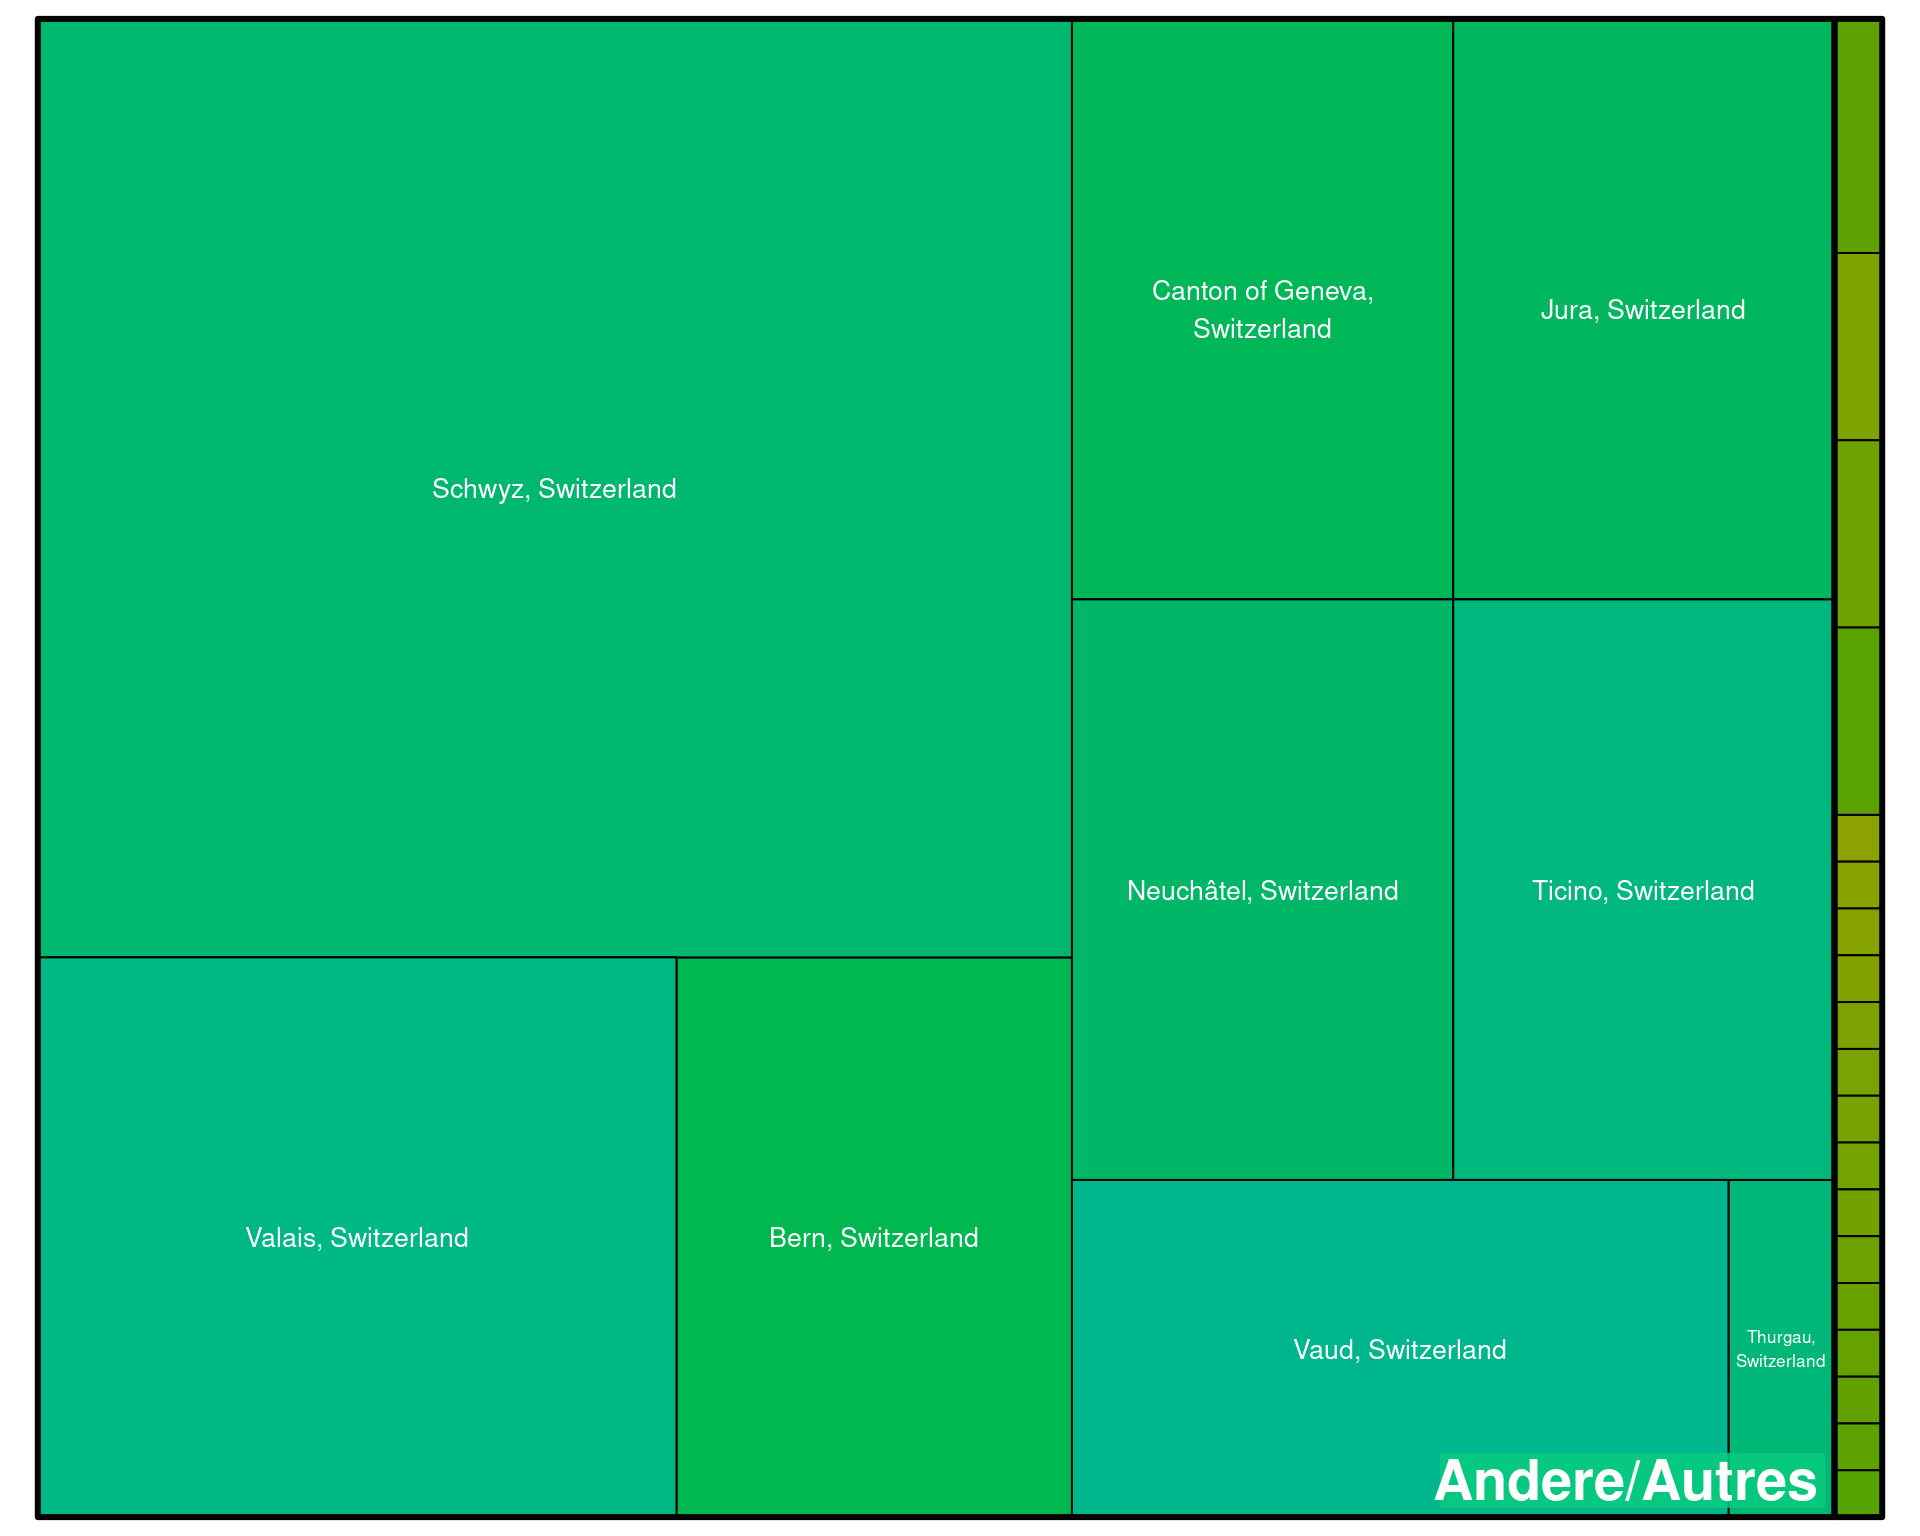 Schwyz, Switzerland
Canton of Geneva,
Switzerland
Jura, Switzerland
Neuchâtel, Switzerland
Ticino, Switzerland
Valais, Switzerland
Bern, Switzerland
Vaud, Switzerland
Thurgau,
Switzerland
Andere/Autres